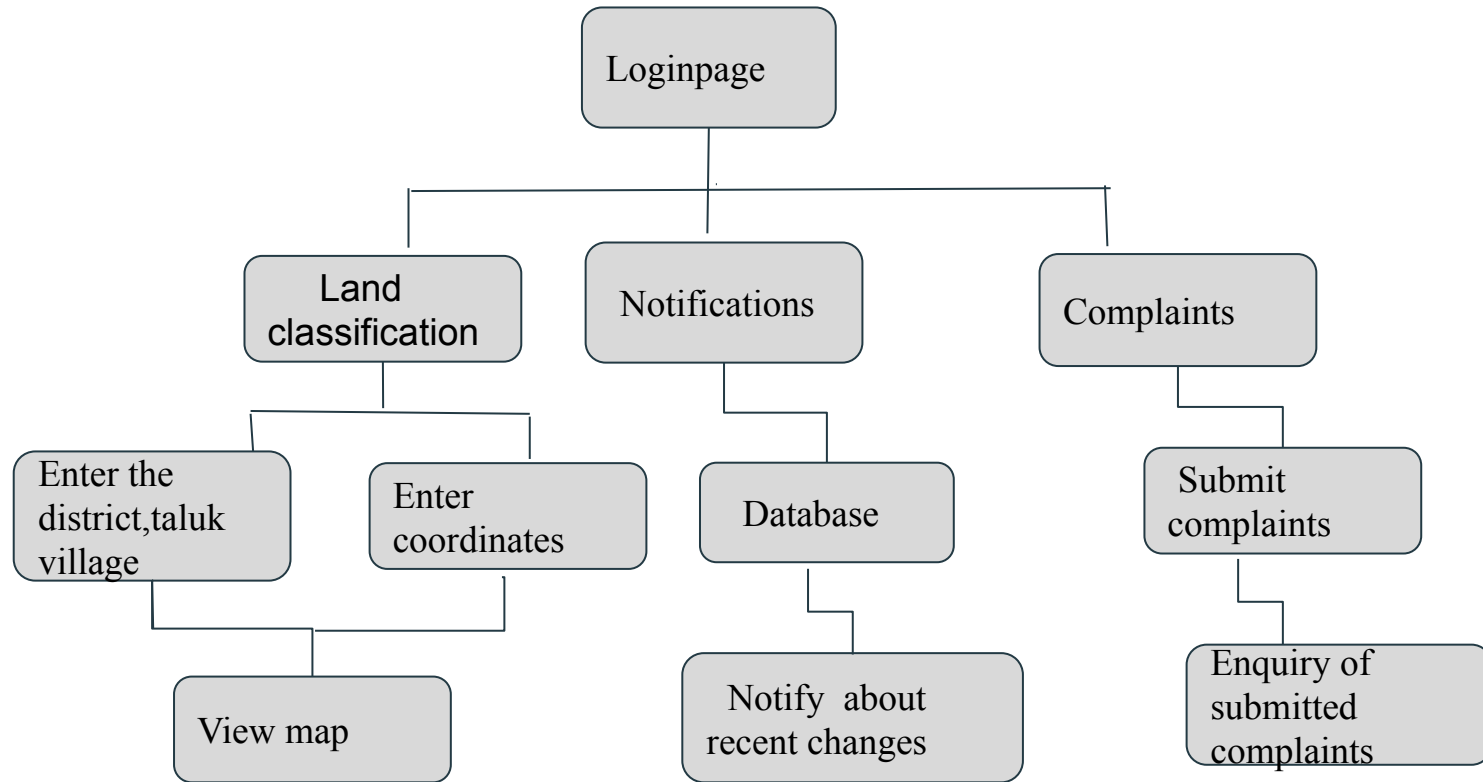 Loginpage
Land
classification
Notifications
Complaints
Enter the
district,taluk
village
Enter
coordinates
Database
Submit
complaints
View map
Notify about
recent changes
Enquiry of
submitted
complaints